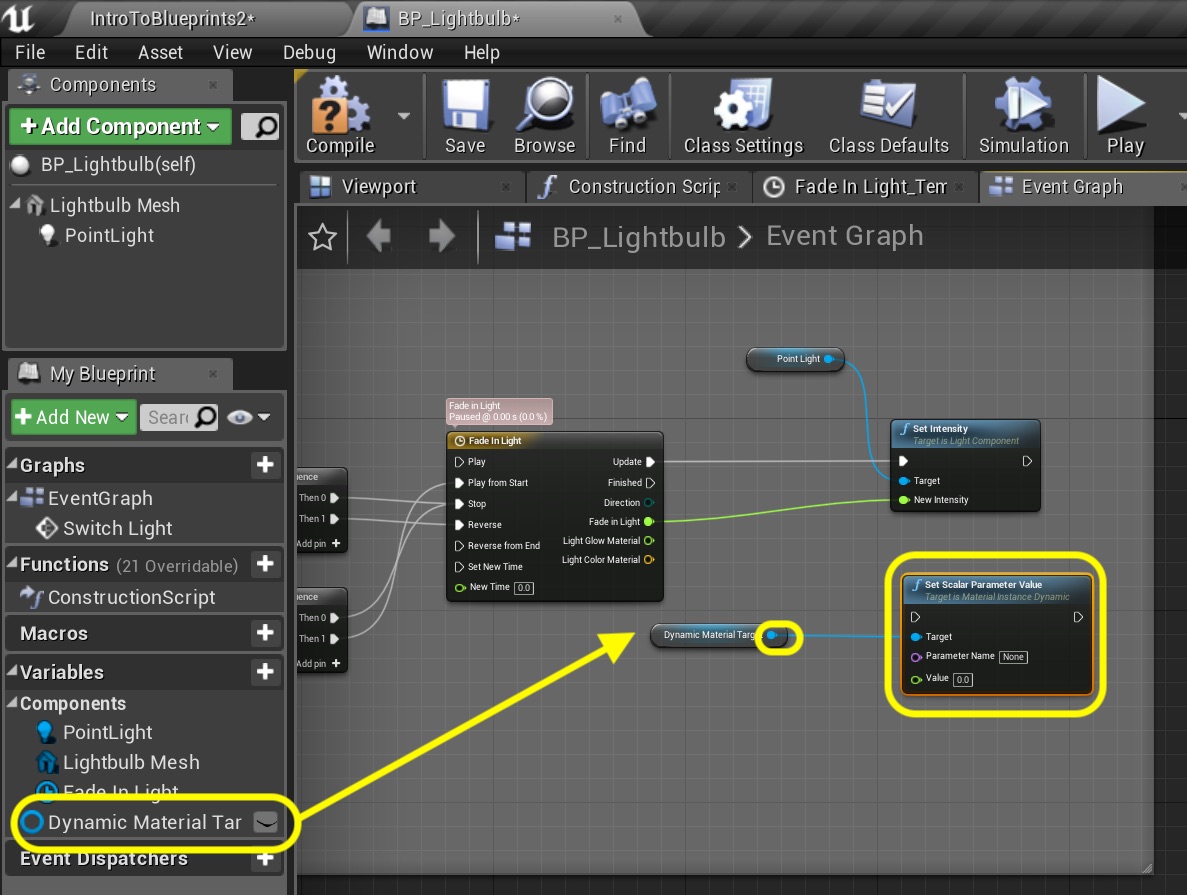 IntroToBlueprints2*
BP_Lightbulb*
File Edit Asset View Debug Window Help
Components
+ Add Component
BP_Lightbulb(self)
Lightbulb Mesh
PointLight
Compile
Save
Browse
Find
Class Settings
Class Defaults
Simulation
Play
Viewport
Construction Scrip
Fade In Light_Tem
Event Graph
BP_Lightbulb > Event Graph
My Blueprint
+ Add New
Searc
Graphs
EventGraph
Switch Light
Functions (21 Overridable)
ConstructionScript
Macros
Variables
Components
PointLight
Lightbulb Mesh
Fade In Light
Dynamic Material Tar
Event Dispatchers
uence
Then 0
Then 1
Add pin +
uence
Then 0
Then 1
Add pin +
Fade in Light
Paused @ 0.00 s (0.0 %)
Fade In Light
Play Update
Play from Start Finished
Stop Direction
Reverse Fade in Light
Reverse from End Light Glow Material
Set New Time Light Color Material
New Time 0.0
Point Light
Set Intensity
Target is Light Component
Target
New Intensity
Dynamic Material Targ
Set Scalar Parameter Value
Target is Material Instance Dynamic
Target
Parameter Name None
Value 0.0